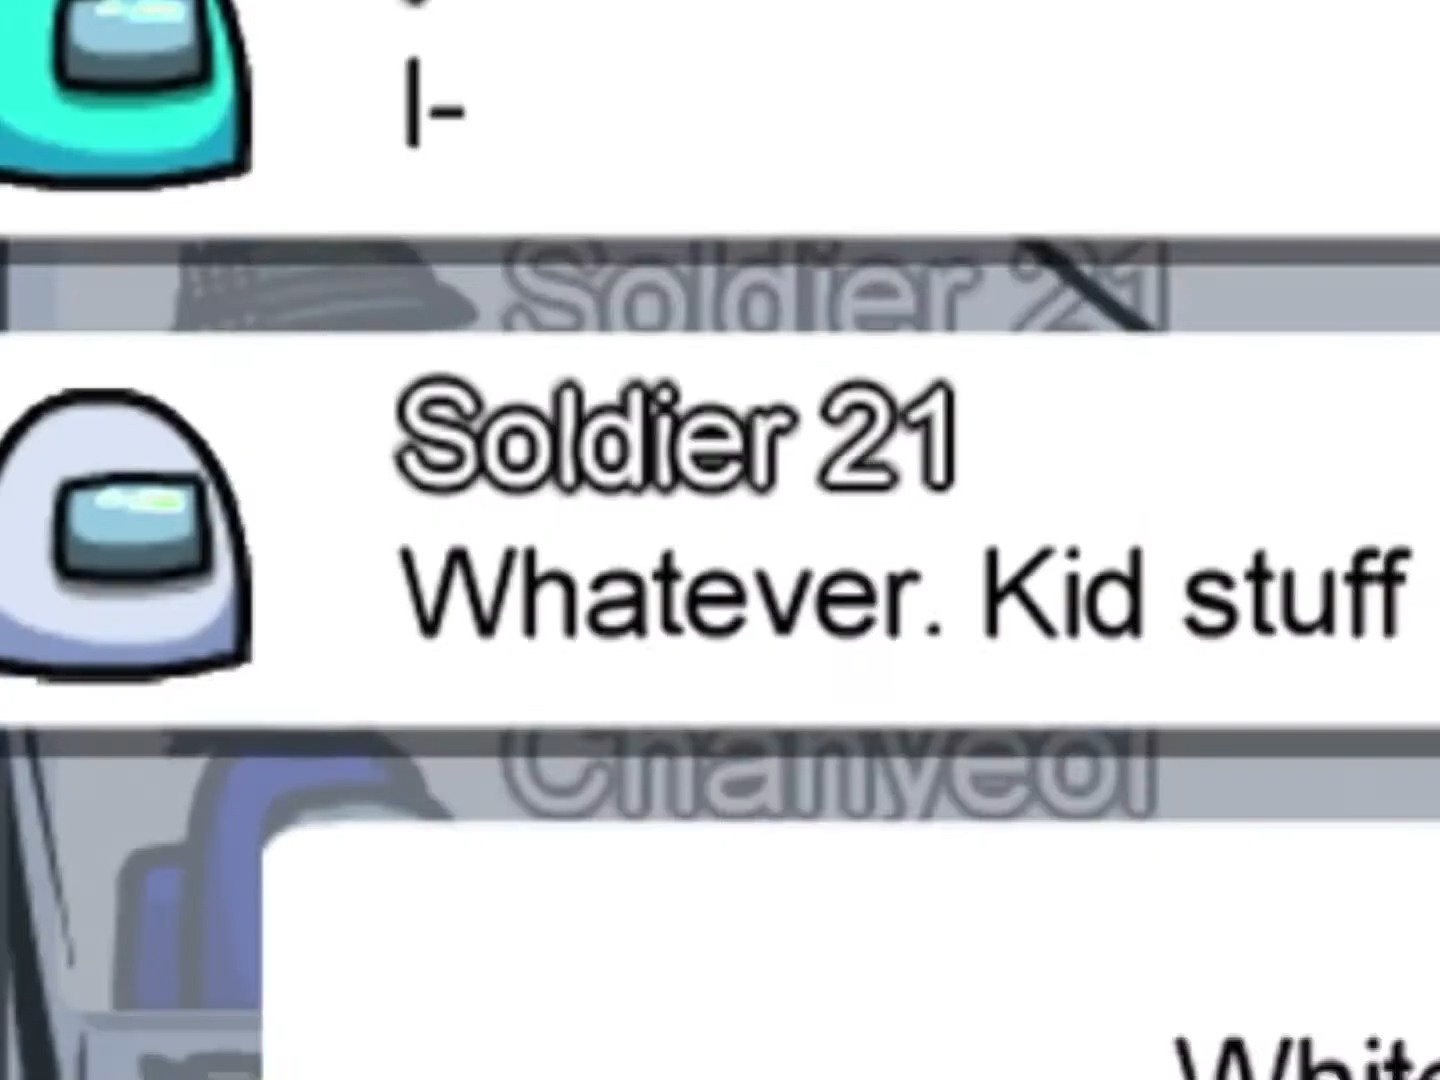 I-
Soldier 21
Soldier 21
Whatever. Kid stuff
Chanyeol